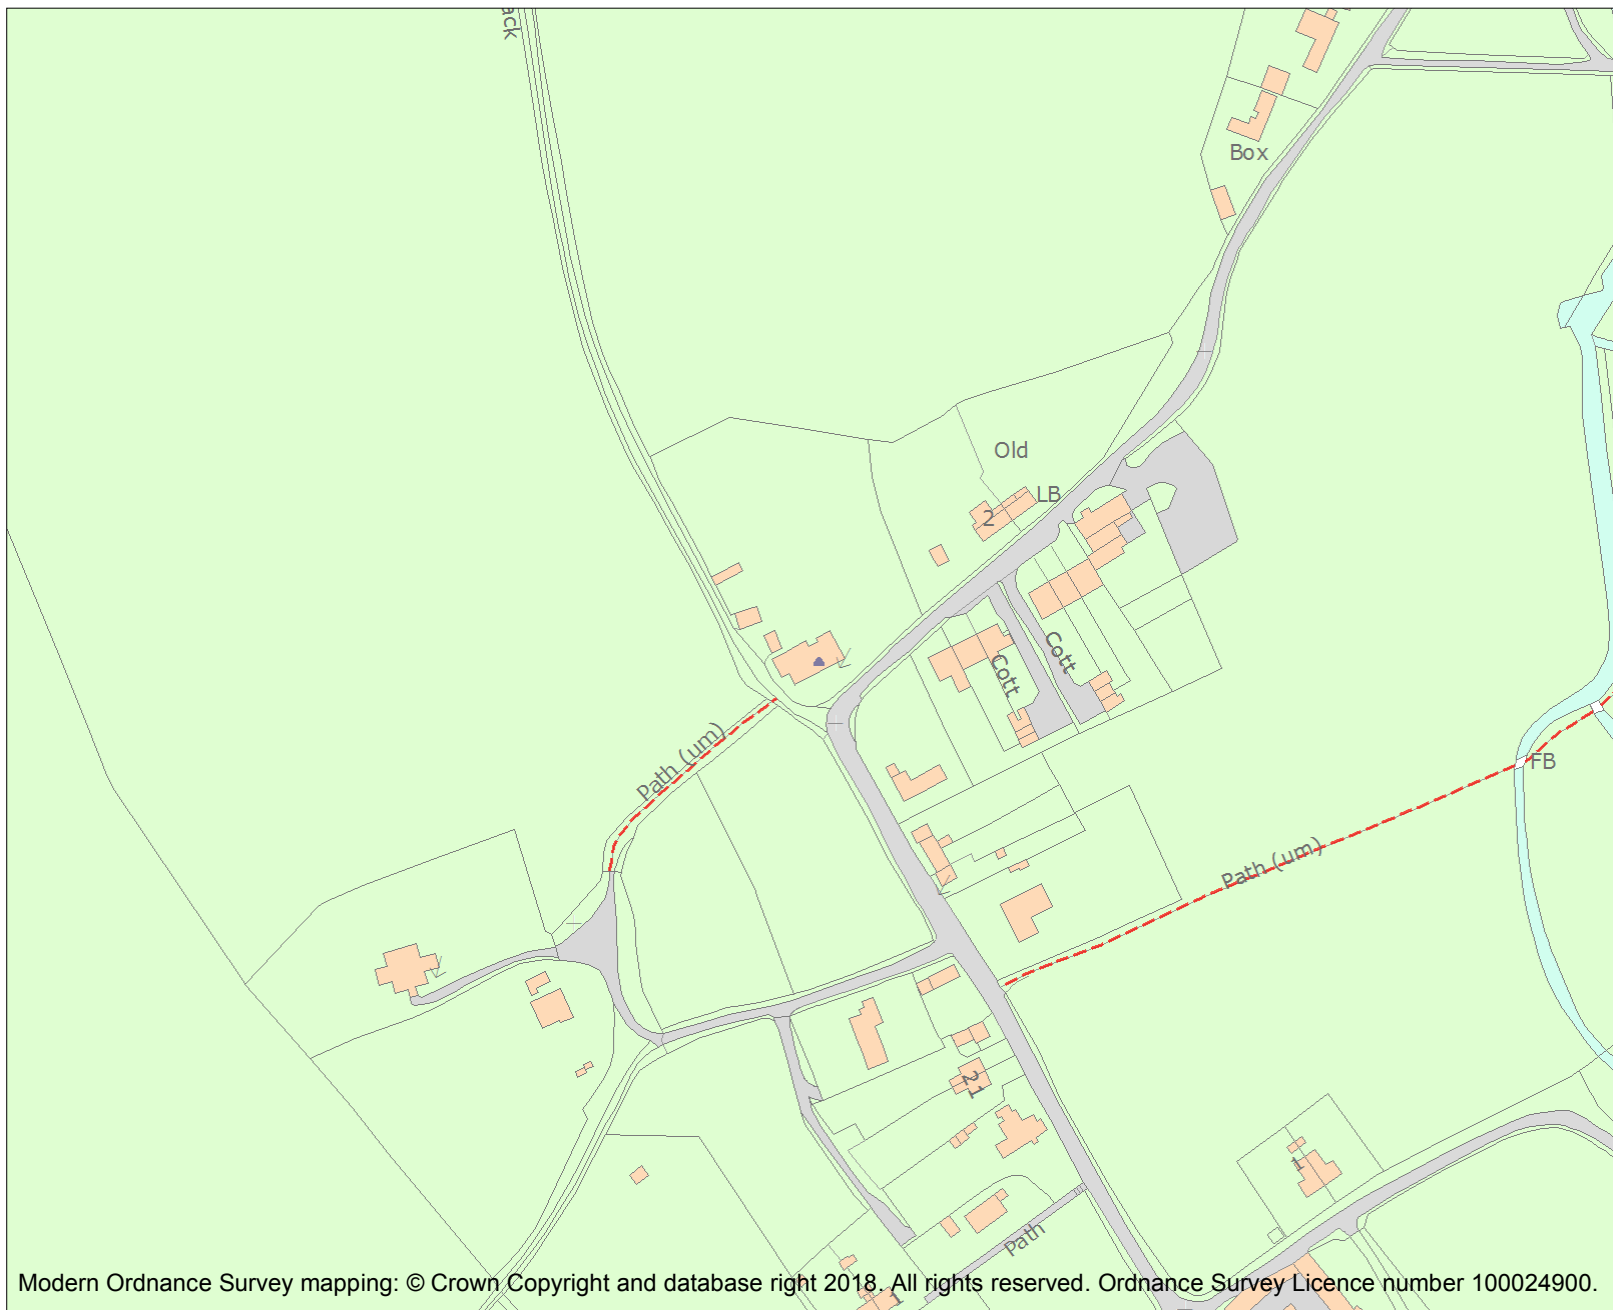 ack
Box
Old
LB
2
Cott
Cott
Path (um)
FB
Path (um)
21
1
Path
1
Modern Ordnance Survey mapping: © Crown Copyright and database right 2018. All rights reserved. Ordnance Survey Licence number 100024900.